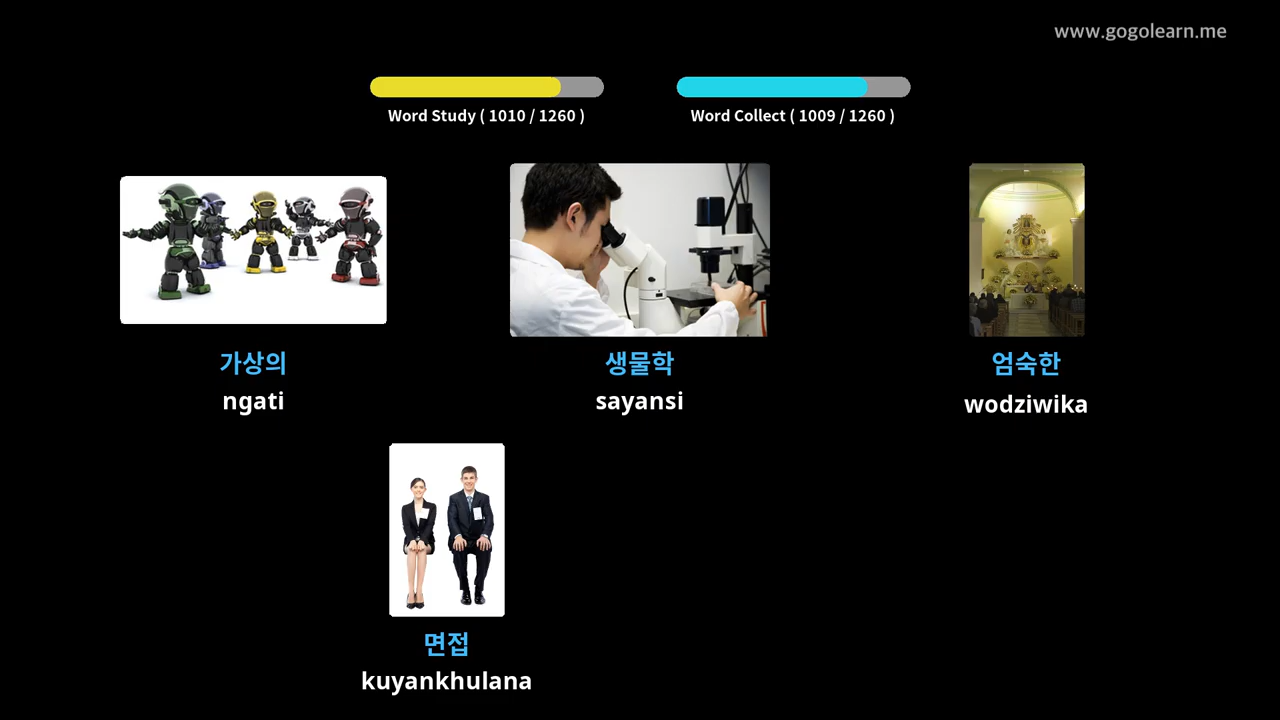 www.gogolearn.me
Word Study ( 1010 / 1260 )
Word Collect ( 1009 / 1260 )
가상의
ngati
생물학
sayansi
엄숙한
wodziwika
면접
kuyankhulana